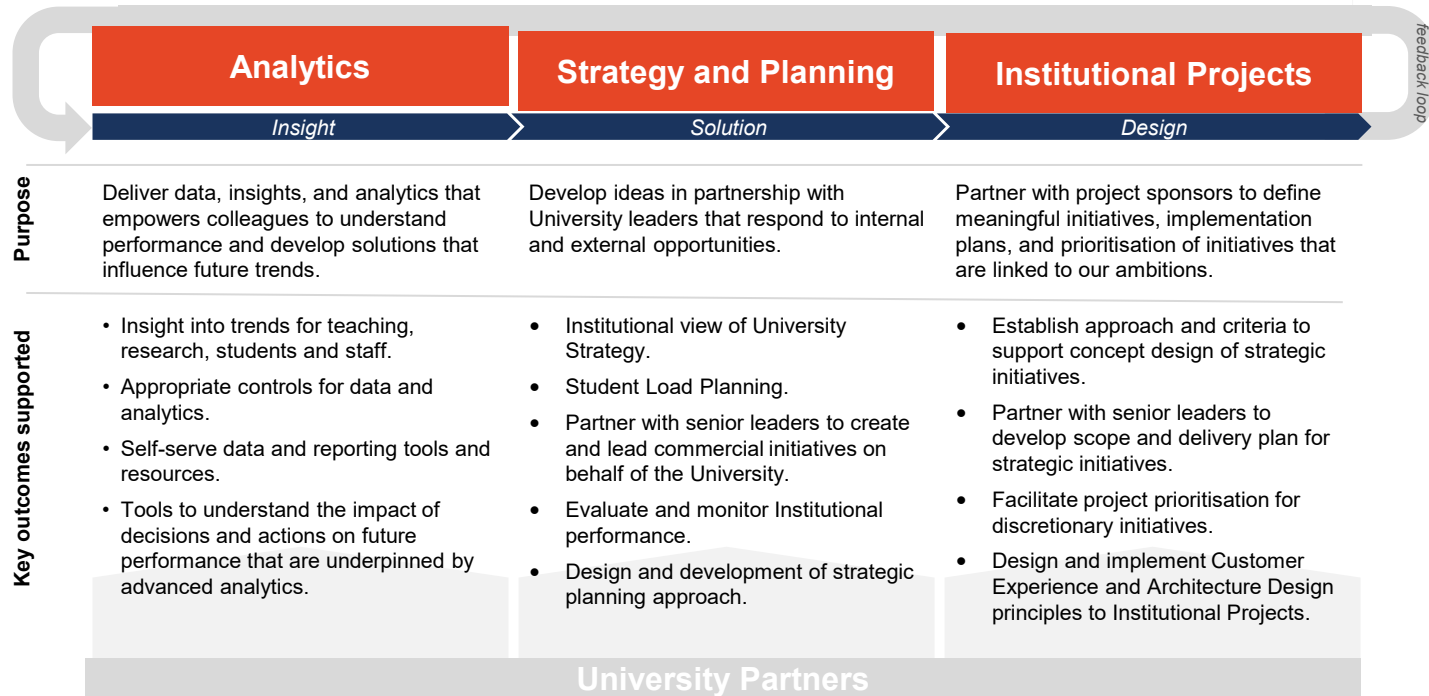 feedback loop
Analytics
Strategy and Planning
Institutional Projects
Insight
Solution
Design
Purpose
Deliver data, insights, and analytics that
empowers colleagues to understand
performance and develop solutions that
influence future trends.
Develop ideas in partnership with
University leaders that respond to internal
and external opportunities.
Partner with project sponsors to define
meaningful initiatives, implementation
plans, and prioritisation of initiatives that
are linked to our ambitions.
Key outcomes supported
• Insight into trends for teaching,
research, students and staff.
• Appropriate controls for data and
analytics.
• Self-serve data and reporting tools and
resources.
• Tools to understand the impact of
decisions and actions on future
performance that are underpinned by
advanced analytics.
• Institutional view of University
Strategy.
• Student Load Planning.
• Partner with senior leaders to create
and lead commercial initiatives on
behalf of the University.
• Evaluate and monitor Institutional
performance.
• Design and development of strategic
planning approach.
• Establish approach and criteria to
support concept design of strategic
initiatives.
• Partner with senior leaders to
develop scope and delivery plan for
strategic initiatives.
• Facilitate project prioritisation for
discretionary initiatives.
• Design and implement Customer
Experience and Architecture Design
principles to Institutional Projects.
University Partners